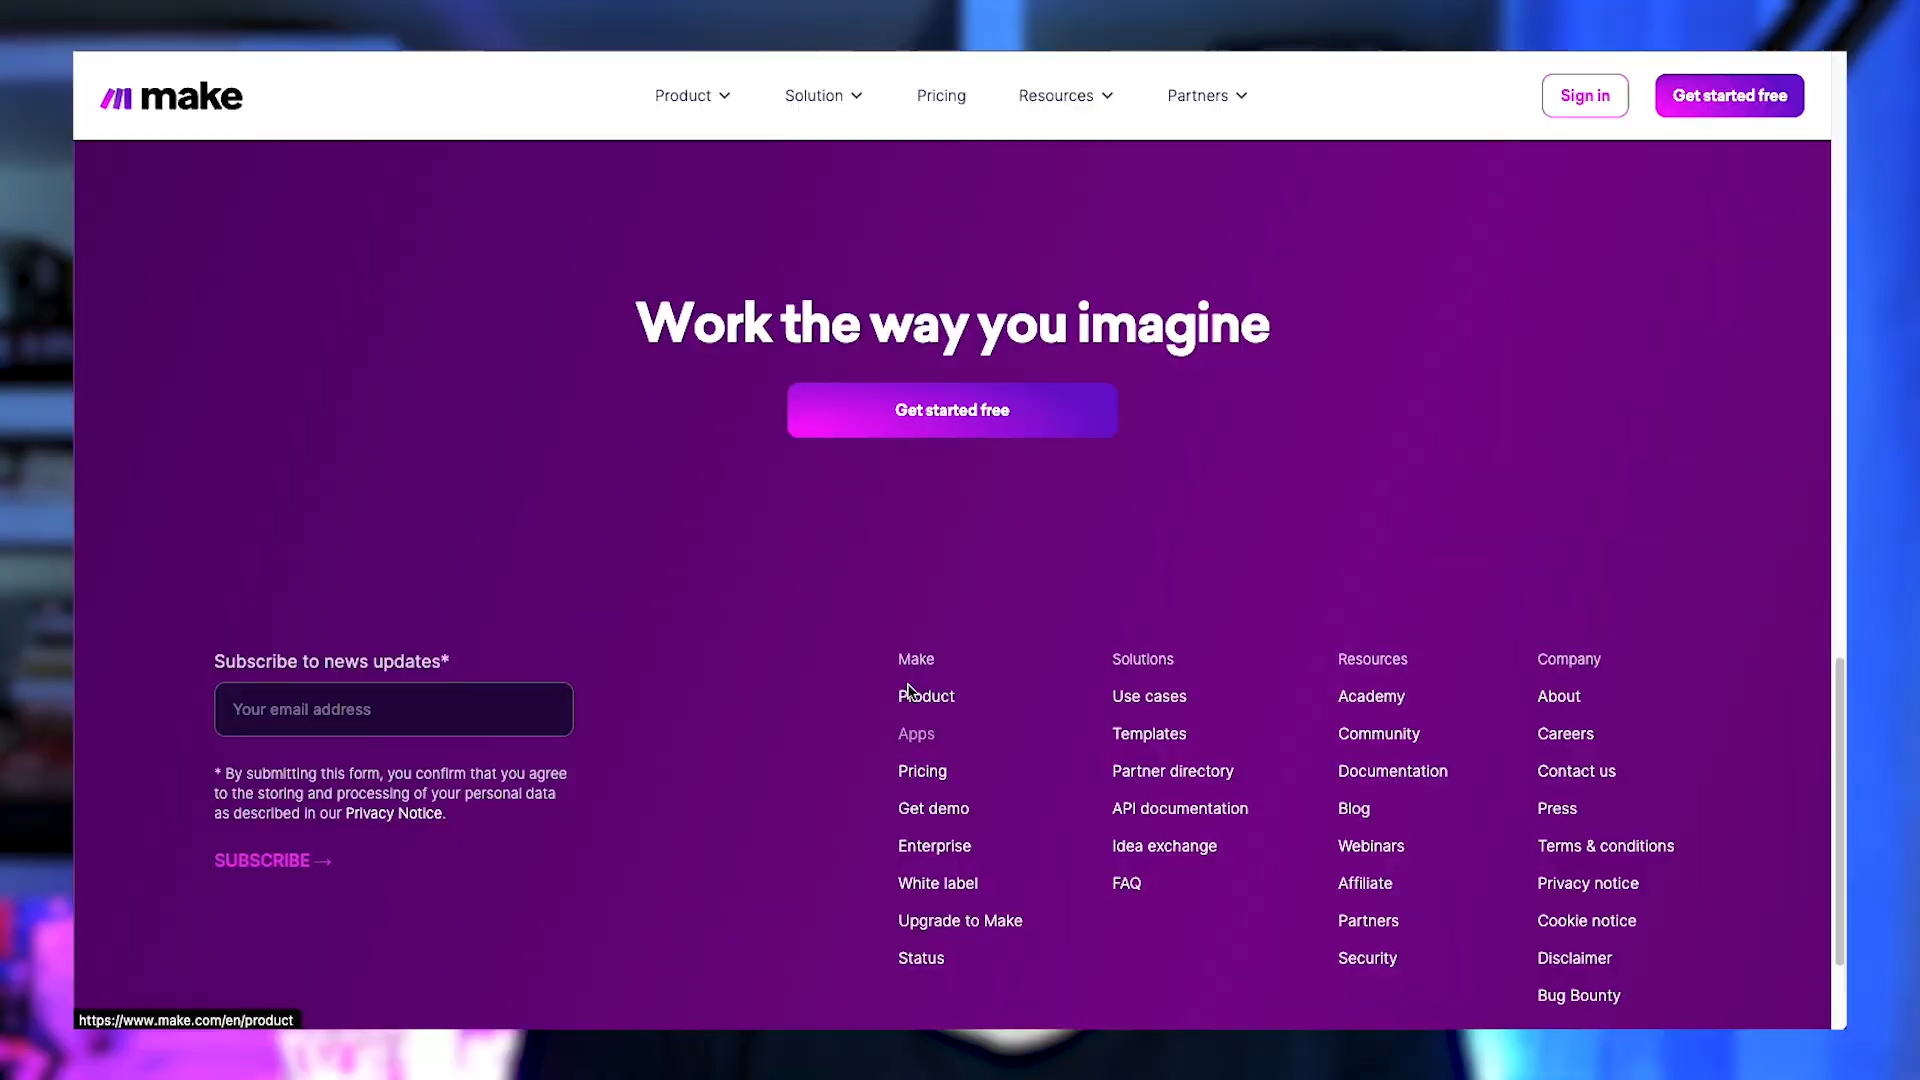 make
Product
Solution
Pricing
Resources
Partners
Sign in
Get started free
Work the way you imagine
Get started free
Subscribe to news updates*
Your email address
* By submitting this form, you confirm that you agree
to the storing and processing of your personal data
as described in our Privacy Notice.
SUBSCRIBE →
Make
Product
Apps
Pricing
Get demo
Enterprise
White label
Upgrade to Make
Status
Solutions
Use cases
Templates
Partner directory
API documentation
Idea exchange
FAQ
Resources
Academy
Community
Documentation
Blog
Webinars
Affiliate
Partners
Security
Company
About
Careers
Contact us
Press
Terms & conditions
Privacy notice
Cookie notice
Disclaimer
Bug Bounty
https://www.make.com/en/product